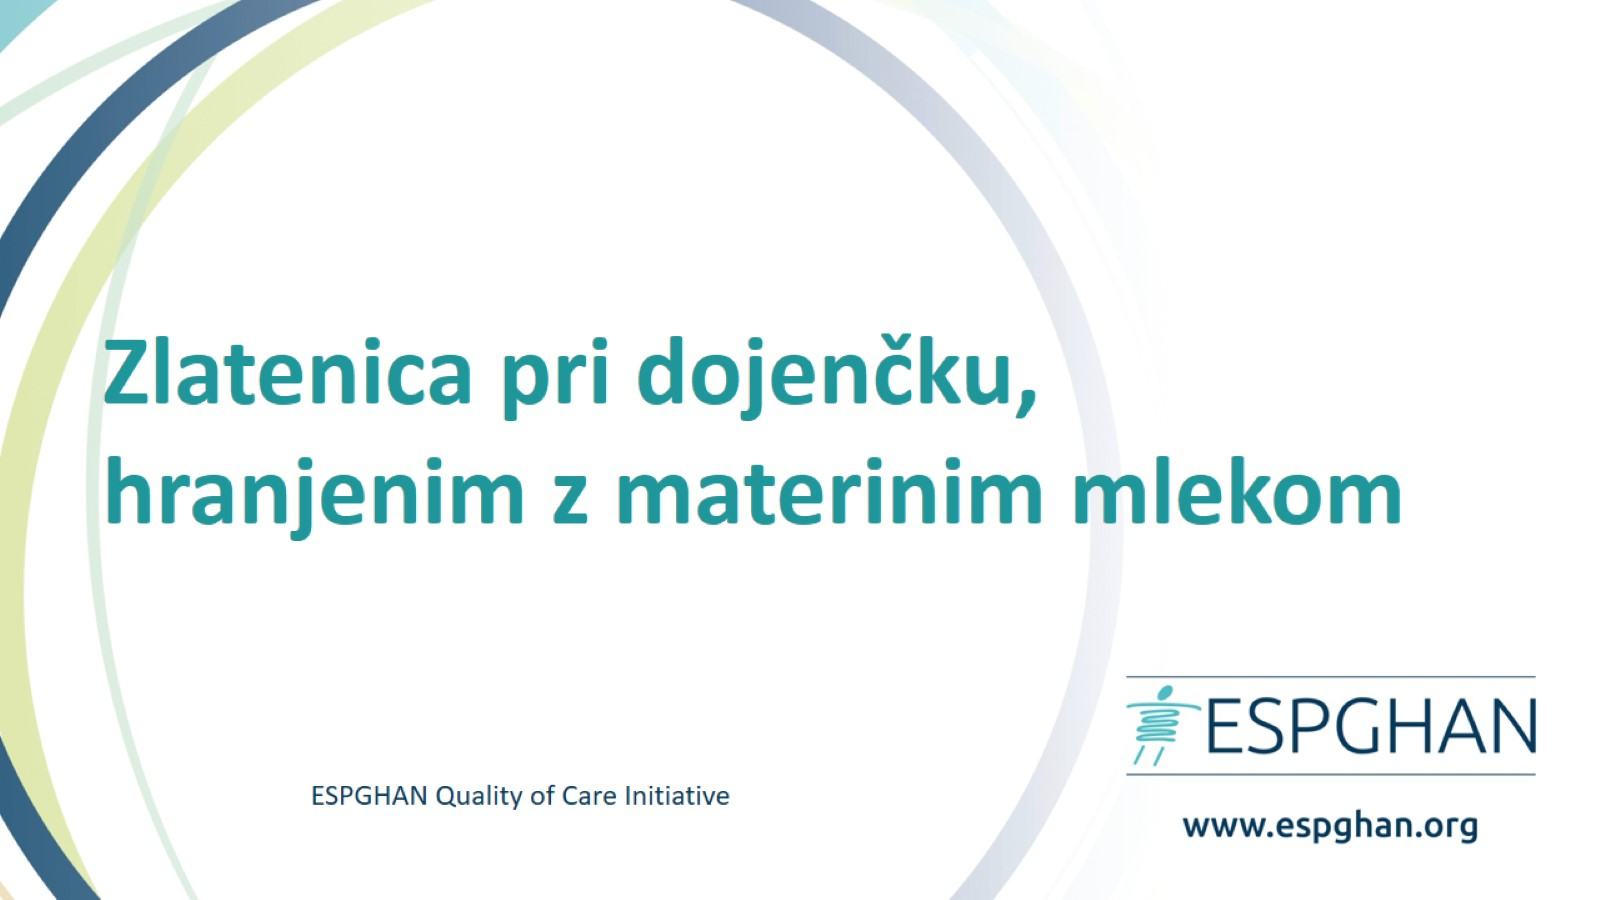 Zlatenica pri dojenčku,
hranjenim z materinim mlekom
ESPGHAN
ESPGHAN Quality of Care Initiative
www.espghan.org